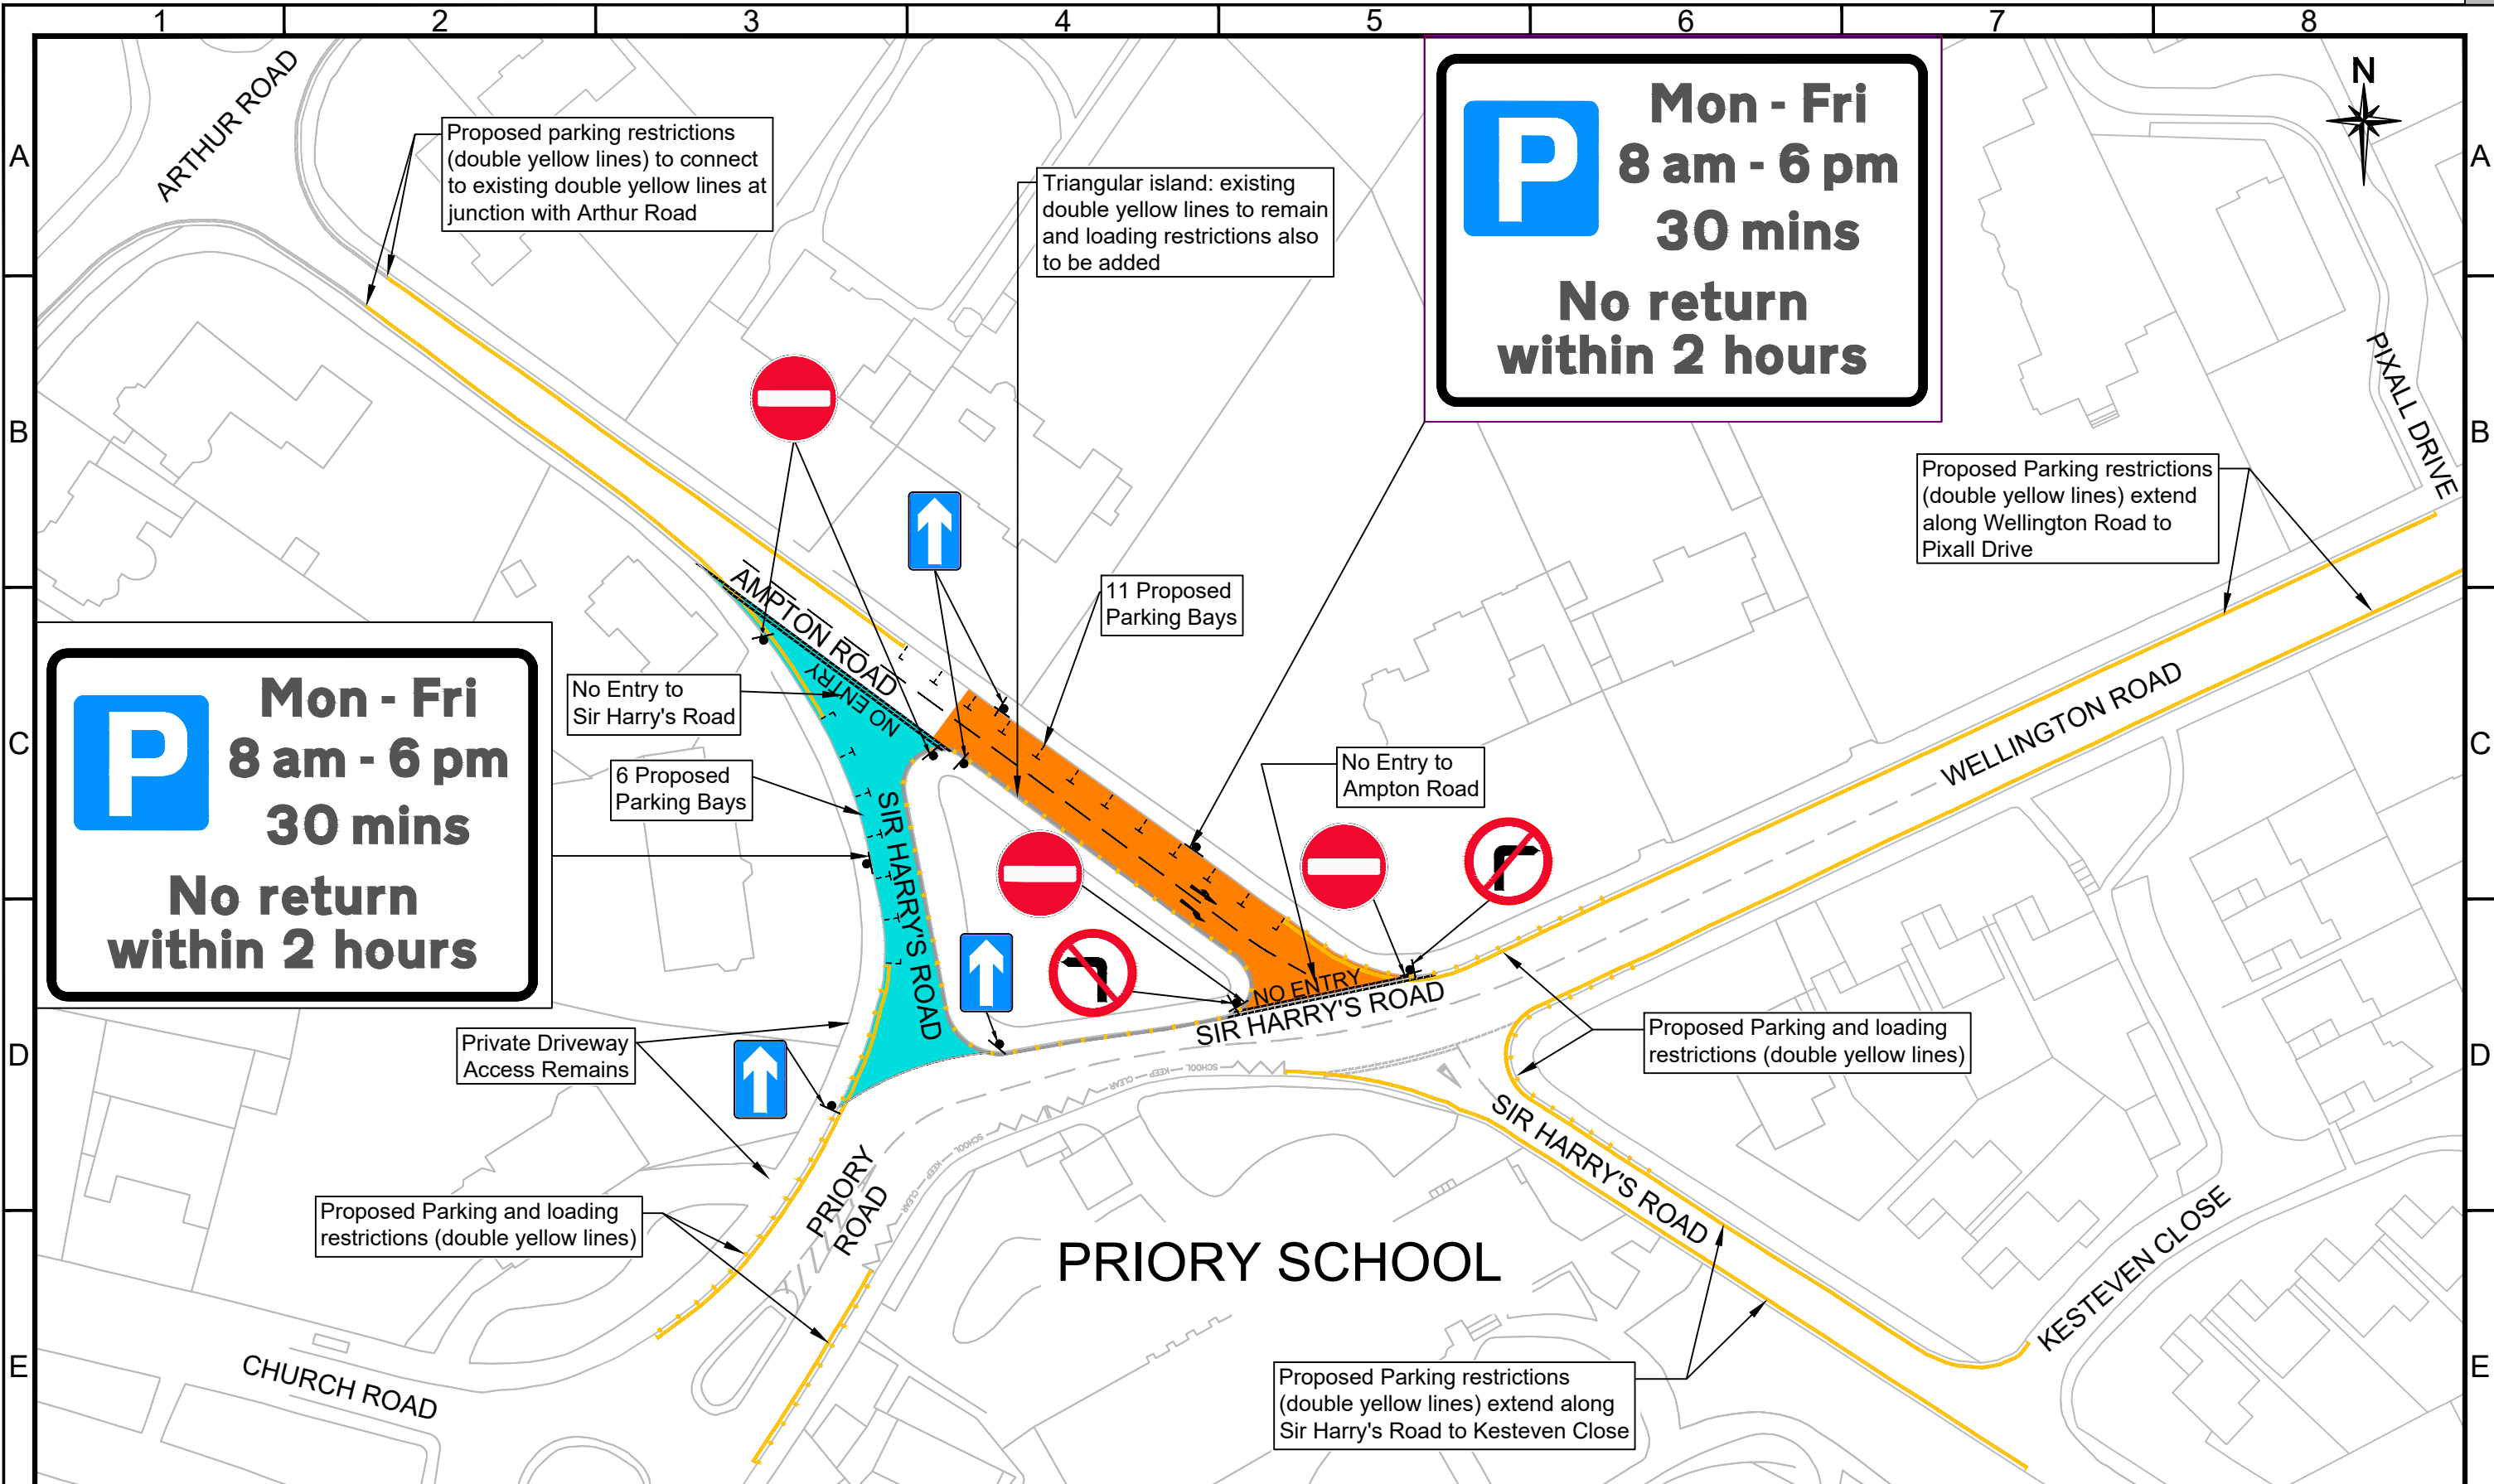 1
2
3
4
5
6
7
8
A
B
C
D
E
A
B
C
D
E
N
ARTHUR ROAD
Proposed parking restrictions
(double yellow lines) to connect
to existing double yellow lines at
junction with Arthur Road
Triangular island: existing
double yellow lines to remain
and loading restrictions also
to be added
P
Mon - Fri
8 am - 6 pm
30 mins
No return
within 2 hours
PIXALL DRIVE
Proposed Parking restrictions
(double yellow lines) extend
along Wellington Road to
Pixall Drive
11 Proposed
Parking Bays
AMPTON ROAD
NO ENTRY
P
Mon - Fri
8 am - 6 pm
30 mins
No return
within 2 hours
No Entry to
Sir Harry's Road
6 Proposed
Parking Bays
SIR HARRY'S ROAD
No Entry to
Ampton Road
WELLINGTON ROAD
NO ENTRY
SIR HARRY'S ROAD
Private Driveway
Access Remains
Proposed Parking and loading
restrictions (double yellow lines)
SCHOOL KEEP CLEAR
SCHOOL KEEP CLEAR
SIR HARRY'S ROAD
PRIORY
ROAD
Proposed Parking and loading
restrictions (double yellow lines)
PRIORY SCHOOL
KESTEVEN CLOSE
CHURCH ROAD
Proposed Parking restrictions
(double yellow lines) extend along
Sir Harry's Road to Kesteven Close